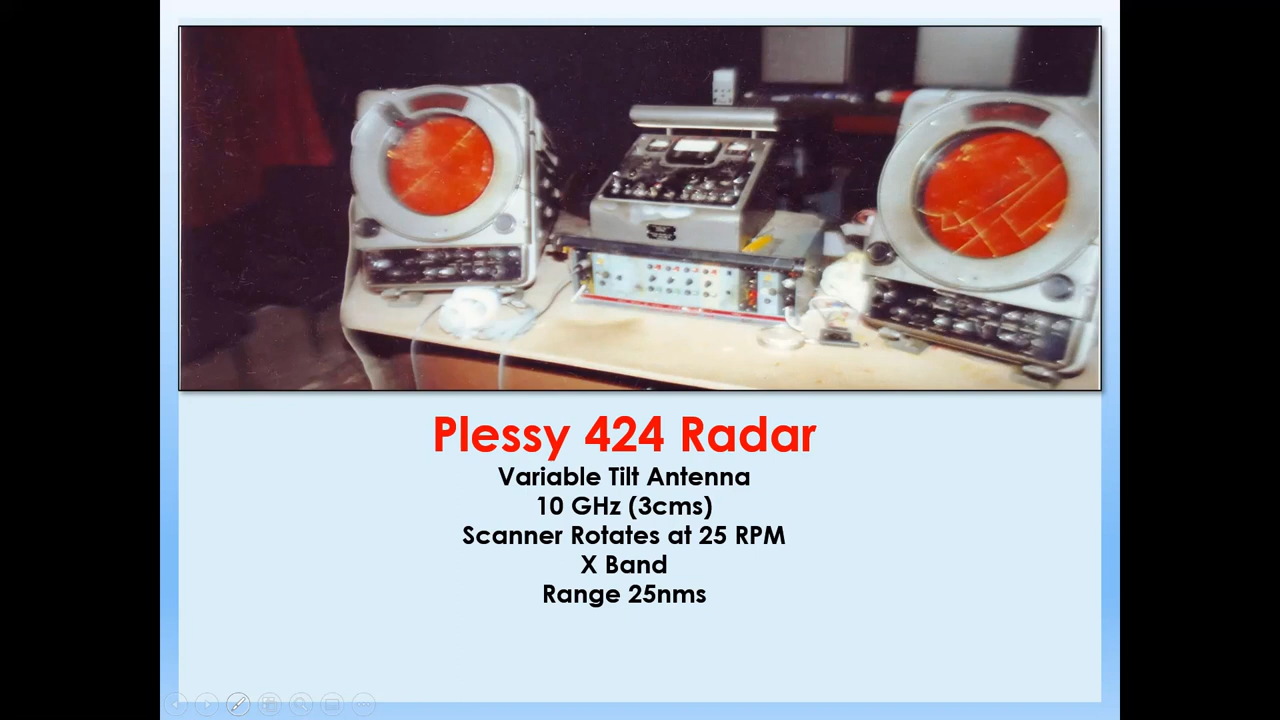 Plessy 424 Radar
Variable Tilt Antenna
10 GHz (3cms)
Scanner Rotates at 25 RPM
X Band
Range 25nms